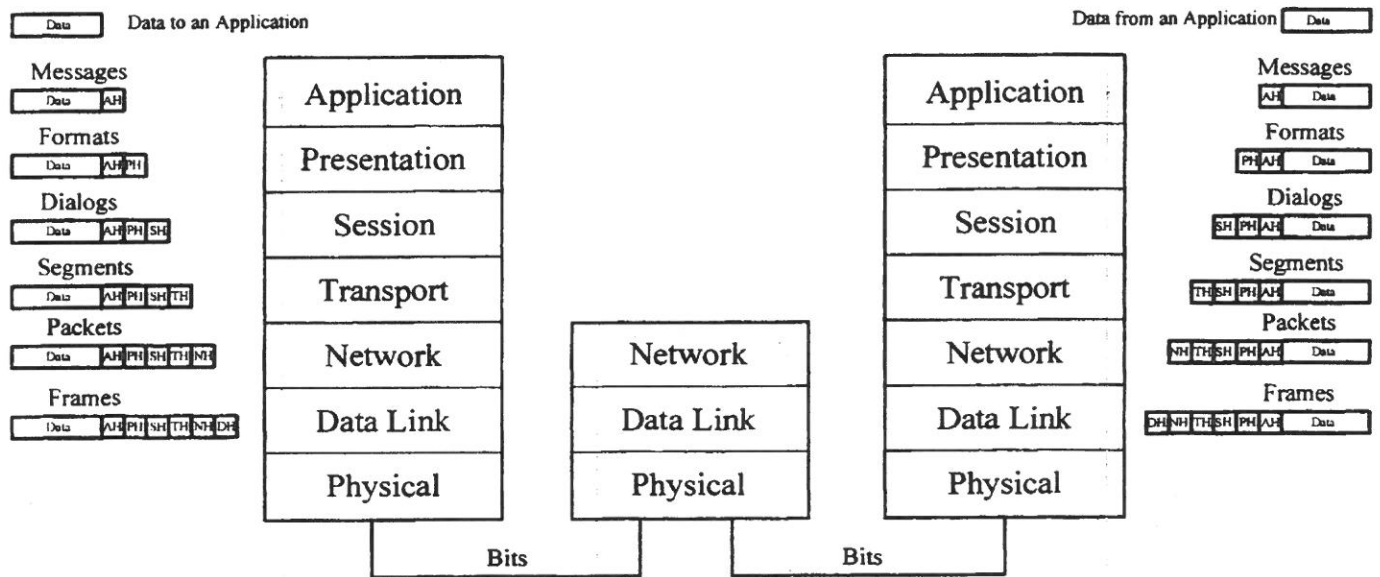 Data Data to an Application
Messages
Data AH
Formats
Data AH PH
Dialogs
Data AH PH SH
Segments
Data AH PH SH TH
Packets
Data AH PH SH TH NH
Frames
Data AH PH SH TH NH DH
Application
Presentation
Session
Transport
Network
Data Link
Physical
Network
Data Link
Physical
Bits
Bits
Application
Presentation
Session
Transport
Network
Data Link
Physical
Data from an Application Data
Messages
AH Data
Formats
PH AH Data
Dialogs
SH PH AH Data
Segments
TH SH PH AH Data
Packets
NH TH SH PH AH Data
Frames
DH NH TH SH PH AH Data